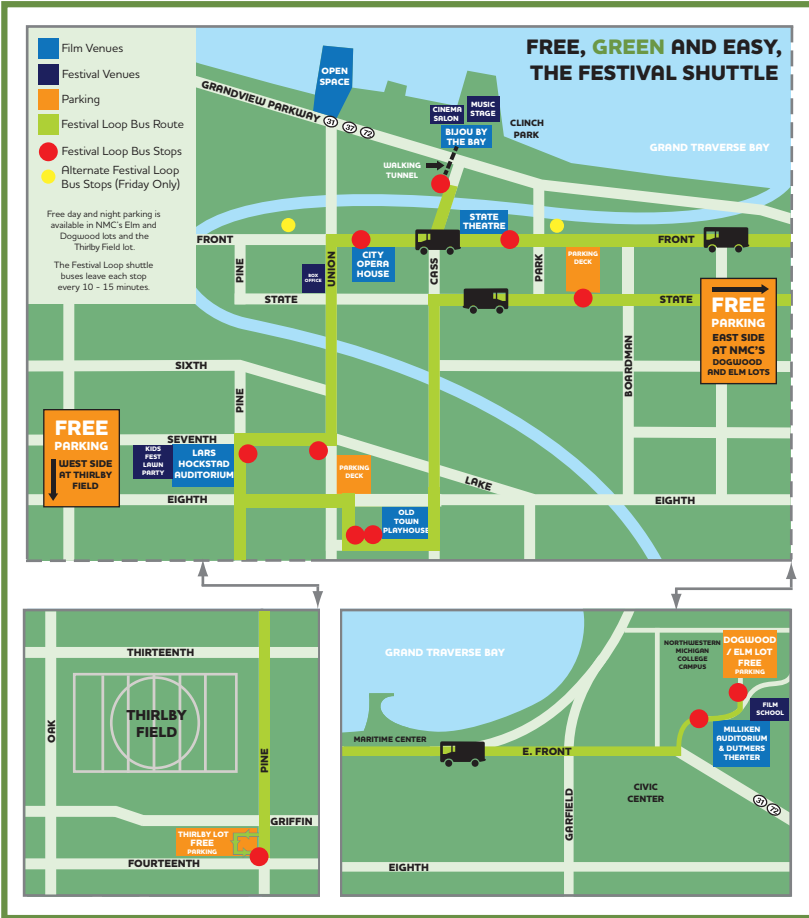 Film Venues
Festival Venues
Parking
Festival Loop Bus Route
Festival Loop Bus Stops
Alternate Festival Loop
Bus Stops (Friday Only)
Free day and night parking is
available in NMC's Elm and
Dogwood lots and the
Thirlby Field lot.
The Festival Loop shuttle
buses leave each stop
every 10 - 15 minutes.
FREE, GREEN AND EASY,
THE FESTIVAL SHUTTLE
OPEN
SPACE
GRANDVIEW PARKWAY 31 37 72
CINEMA
SALON
MUSIC
STAGE
BIJOU BY
THE BAY
CLINCH
PARK
GRAND TRAVERSE BAY
WALKING
TUNNEL
STATE
THEATRE
FRONT
FRONT
CITY
OPERA
HOUSE
PINE
UNION
CASS
PARK
PARKING
DECK
BOX
OFFICE
STATE
STATE
FREE
PARKING
EAST SIDE
AT NMC'S
DOGWOOD
AND ELM LOTS
BOARDMAN
SIXTH
PINE
FREE
PARKING
WEST SIDE
AT THIRLBY
FIELD
SEVENTH
KIDS
FEST
LAWN
PARTY
LARS
HOCKSTAD
AUDITORIUM
PARKING
DECK
LAKE
EIGHTH
EIGHTH
OLD
TOWN
PLAYHOUSE
THIRTEENTH
OAK
THIRLBY
FIELD
PINE
GRIFFIN
THIRLBY LOT
FREE
PARKING
FOURTEENTH
GRAND TRAVERSE BAY
NORTHWESTERN
MICHIGAN
COLLEGE
CAMPUS
DOGWOOD
/ ELM LOT
FREE
PARKING
FILM
SCHOOL
MILLIKEN
AUDITORIUM
& DUTMERS
THEATER
MARITIME CENTER
E. FRONT
GARFIELD
CIVIC
CENTER
31 72
EIGHTH